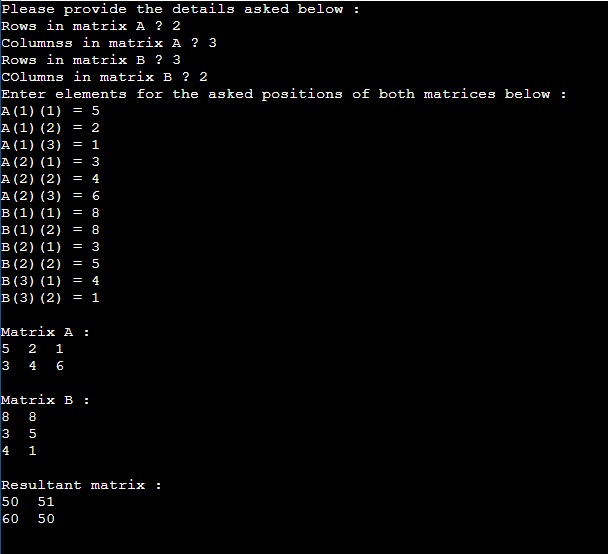 Please provide the details asked below :
Rows in matrix A ? 2
Columnss in matrix A ? 3
Rows in matrix B ? 3
COlumns in matrix B ? 2
Enter elements for the asked positions of both matrices below :
A(1)(1) = 5
A(1)(2) = 2
A(1)(3) = 1
A(2)(1) = 3
A(2)(2) = 4
A(2)(3) = 6
B(1)(1) = 8
B(1)(2) = 8
B(2)(1) = 3
B(2)(2) = 5
B(3)(1) = 4
B(3)(2) = 1
Matrix A :
5  2  1
3  4  6
Matrix B :
8  8
3  5
4  1
Resultant matrix :
50  51
60  50